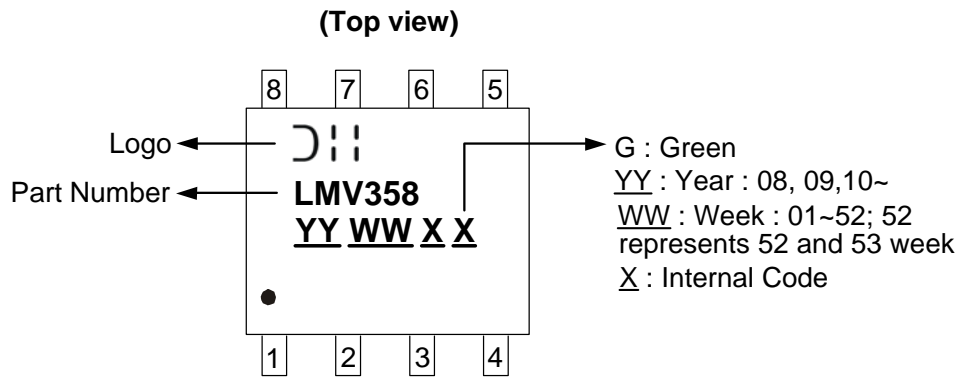 (Top view)
8 7 6 5
Logo
Part Number
LMV358
YY WW X X
G : Green
YY : Year : 08, 09,10~
WW : Week : 01~52; 52
represents 52 and 53 week
X : Internal Code
1 2 3 4